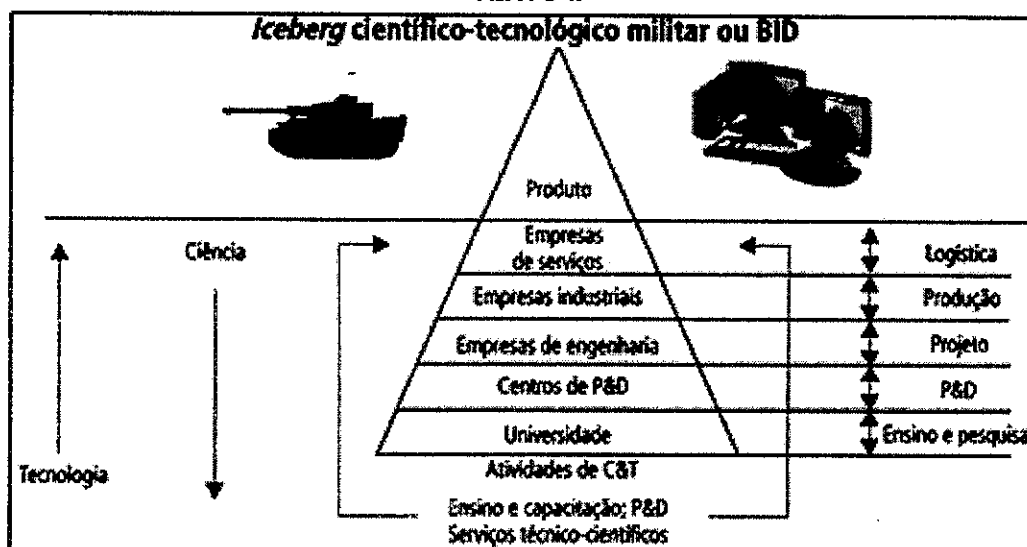 Iceberg científico-tecnológico militar ou BID
Produto
Ciência
Empresas
de serviços
Logística
Empresas industriais
Produção
Empresas de engenharia
Projeto
Centros de P&D
P&D
Universidade
Ensino e pesquisa
Tecnologia
Atividades de C&T
Ensino e capacitação; P&D
Serviços técnico-científicos